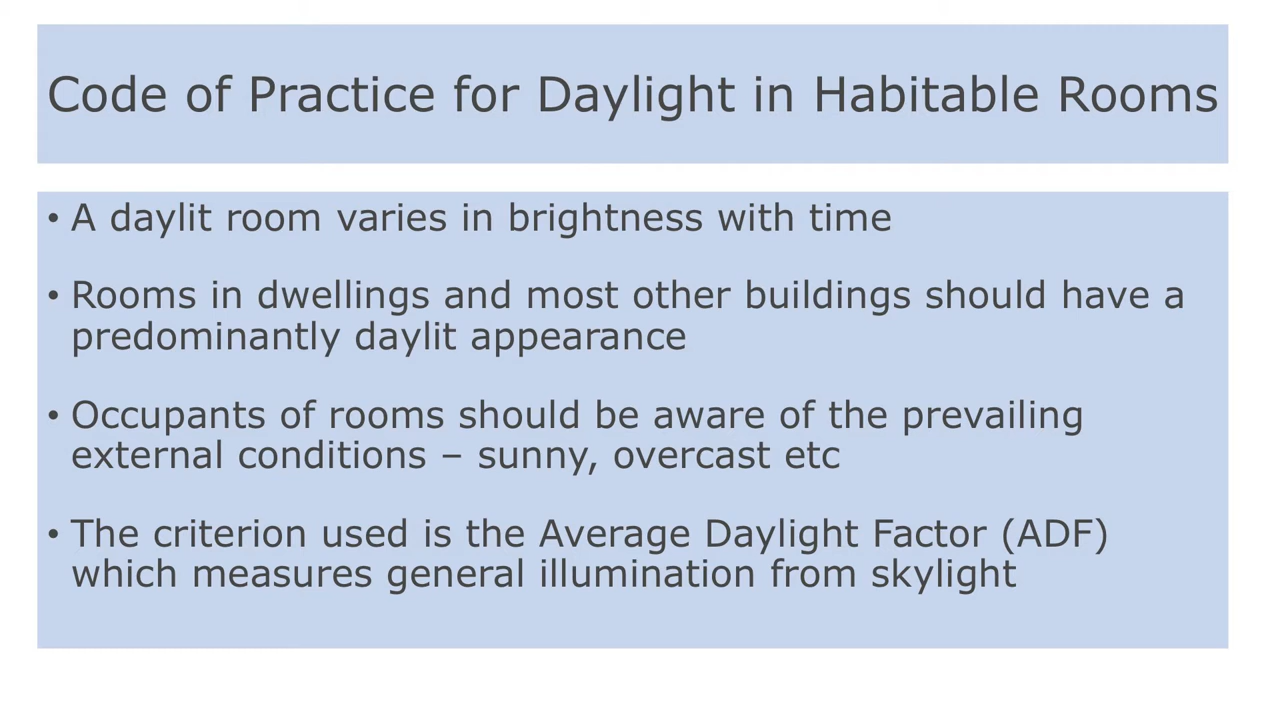 Code of Practice for Daylight in Habitable Rooms
• A daylit room varies in brightness with time
• Rooms in dwellings and most other buildings should have a
predominantly daylit appearance
• Occupants of rooms should be aware of the prevailing
external conditions – sunny, overcast etc
• The criterion used is the Average Daylight Factor (ADF)
which measures general illumination from skylight